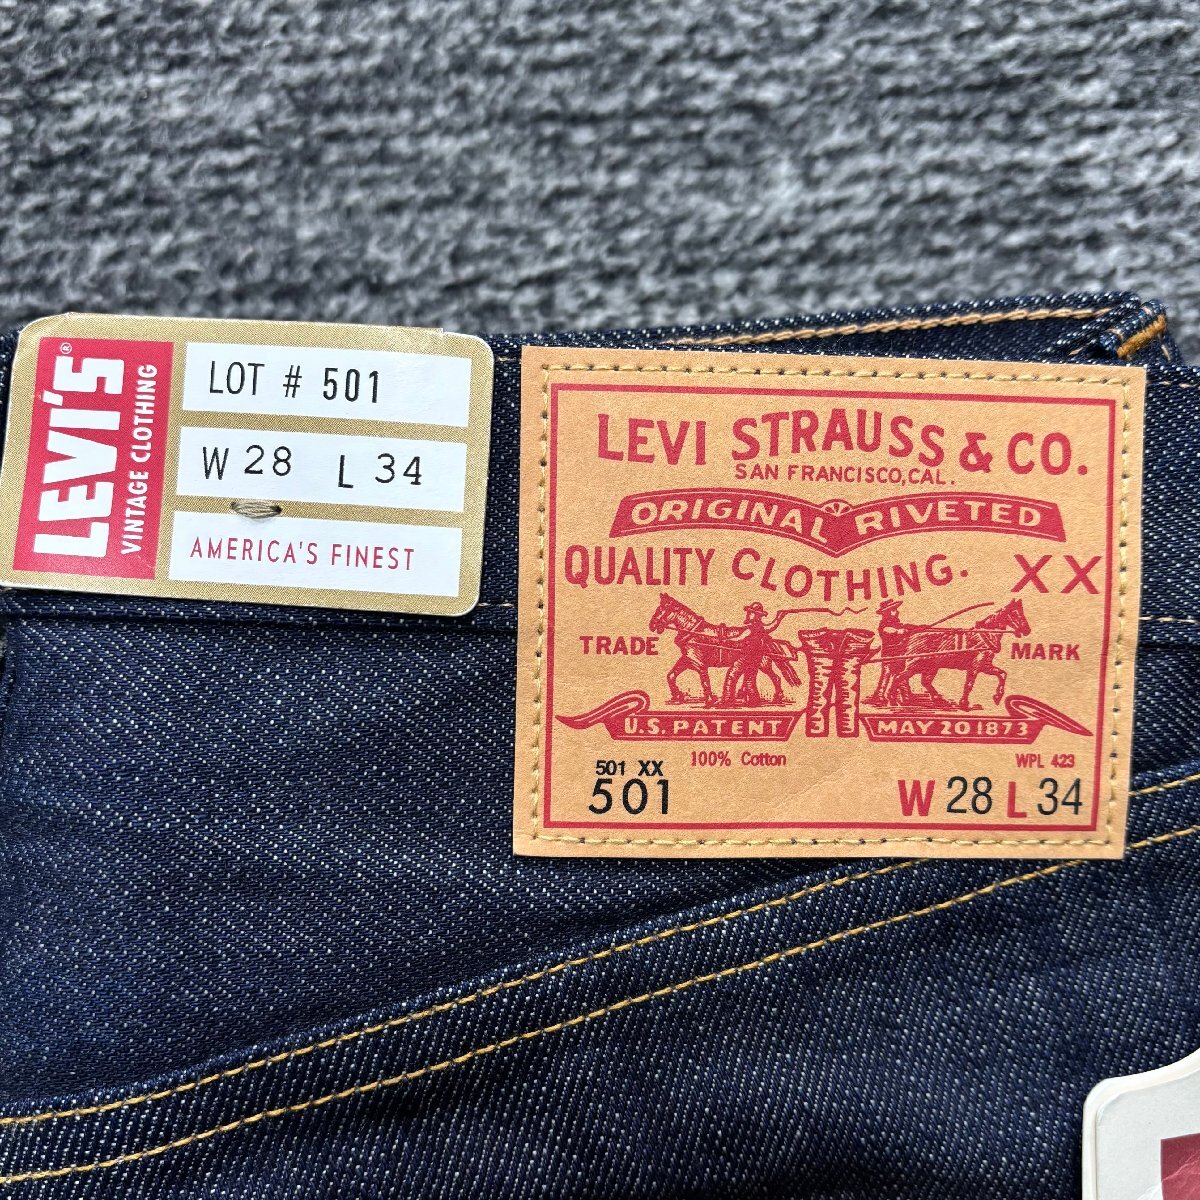 LEVI'S®
VINTAGE CLOTHING
LOT # 501
W 28 L 34
AMERICA'S FINEST
LEVI STRAUSS & CO.
SAN FRANCISCO, CAL.
ORIGINAL RIVETED
QUALITY CLOTHING. XX
TRADE MARK
U.S. PATENT MAY 20 1873
100% Cotton WPL 423
501 XX
501 W 28 L 34